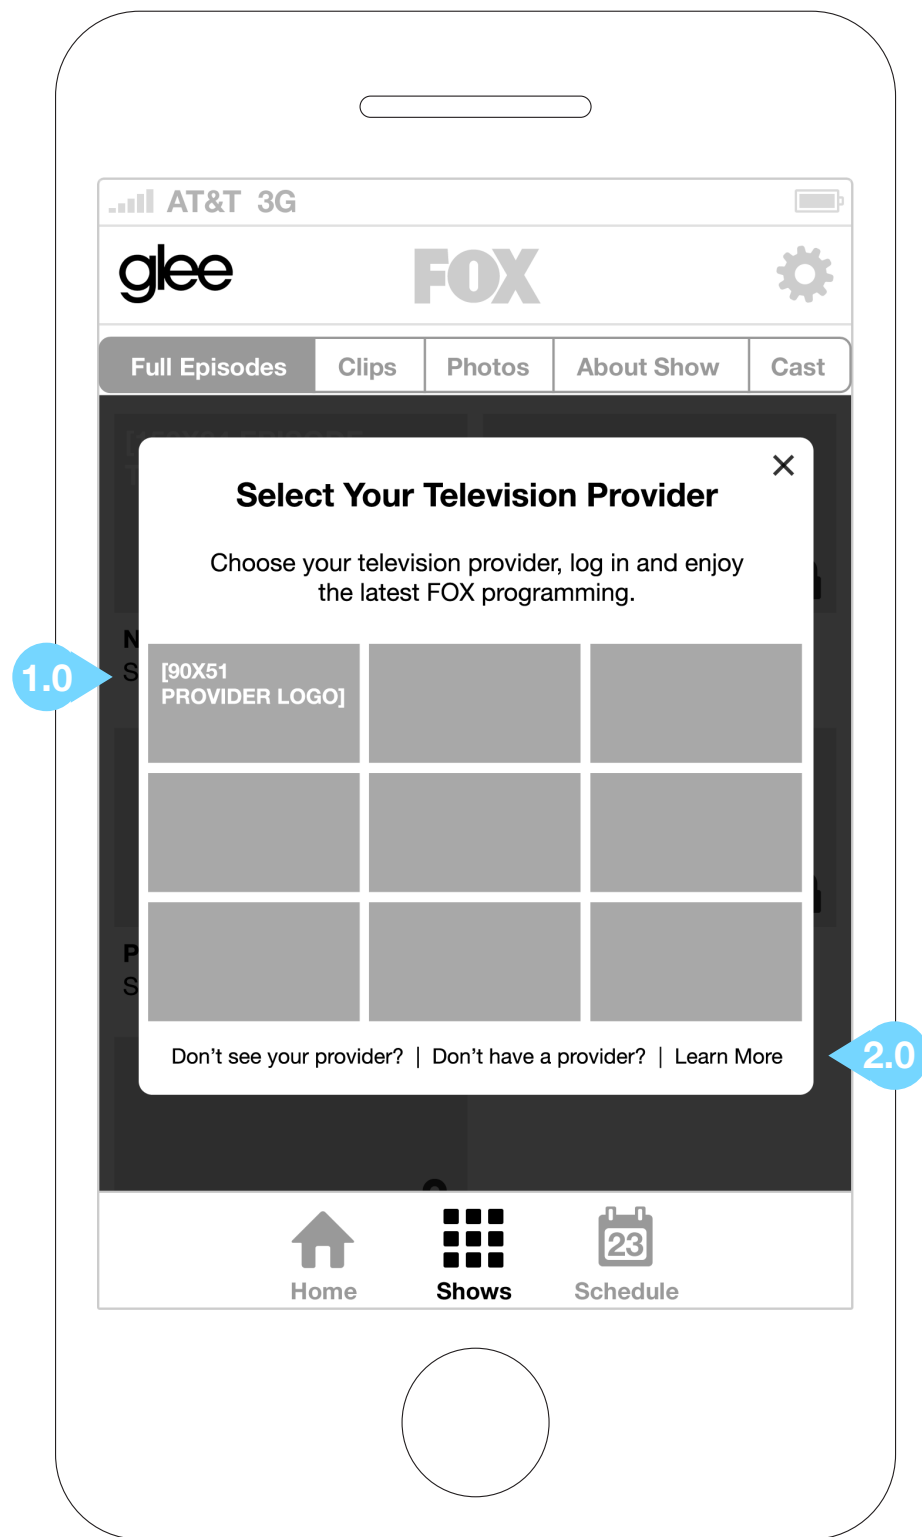 AT&T 3G
glee FOX
Full Episodes Clips Photos About Show Cast
Select Your Television Provider
Choose your television provider, log in and enjoy
the latest FOX programming.
1.0
[90X51
PROVIDER LOGO]
Don’t see your provider? | Don’t have a provider? | Learn More
2.0
23
Home Shows Schedule